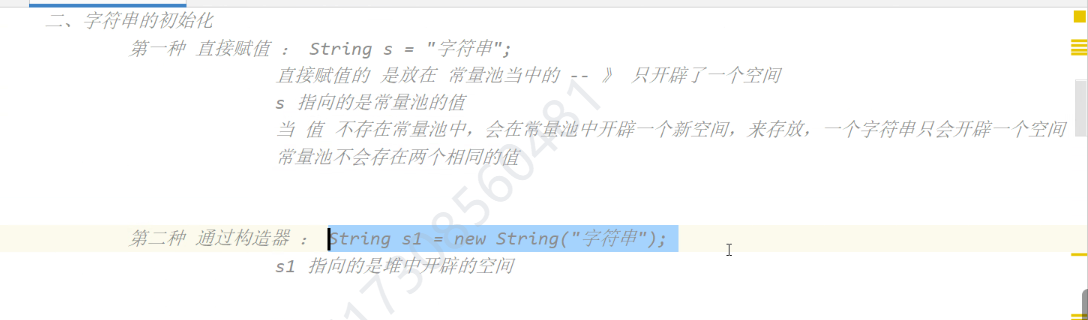 二、字符串的初始化
第一种 直接赋值 ： String s = "字符串";
直接赋值的 是放在 常量池当中的 -- 》 只开辟了一个空间
s 指向的是常量池的值
当 值 不存在常量池中，会在常量池中开辟一个新空间，来存放，一个字符串只会开辟一个空间
常量池不会存在两个相同的值
第二种 通过构造器 ： String s1 = new String("字符串");
s1 指向的是堆中开辟的空间
17308560481